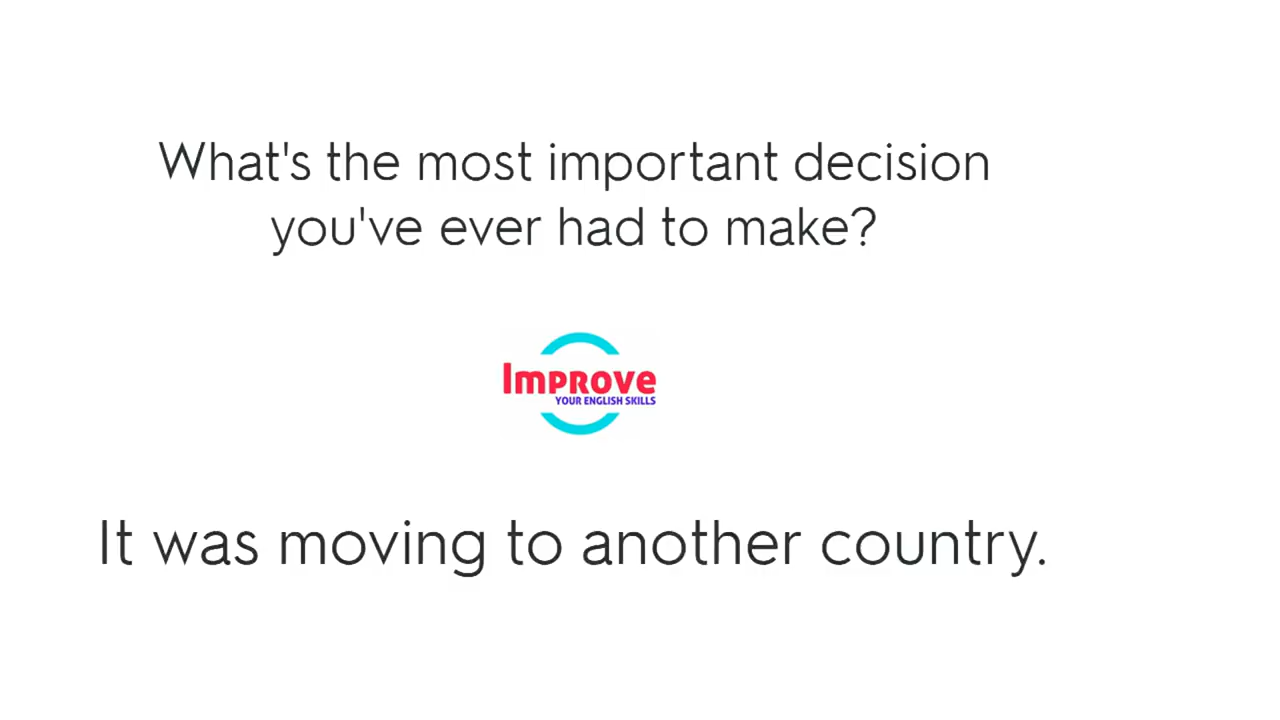 What's the most important decision
you've ever had to make?
Improve
YOUR ENGLISH SKILLS
It was moving to another country.